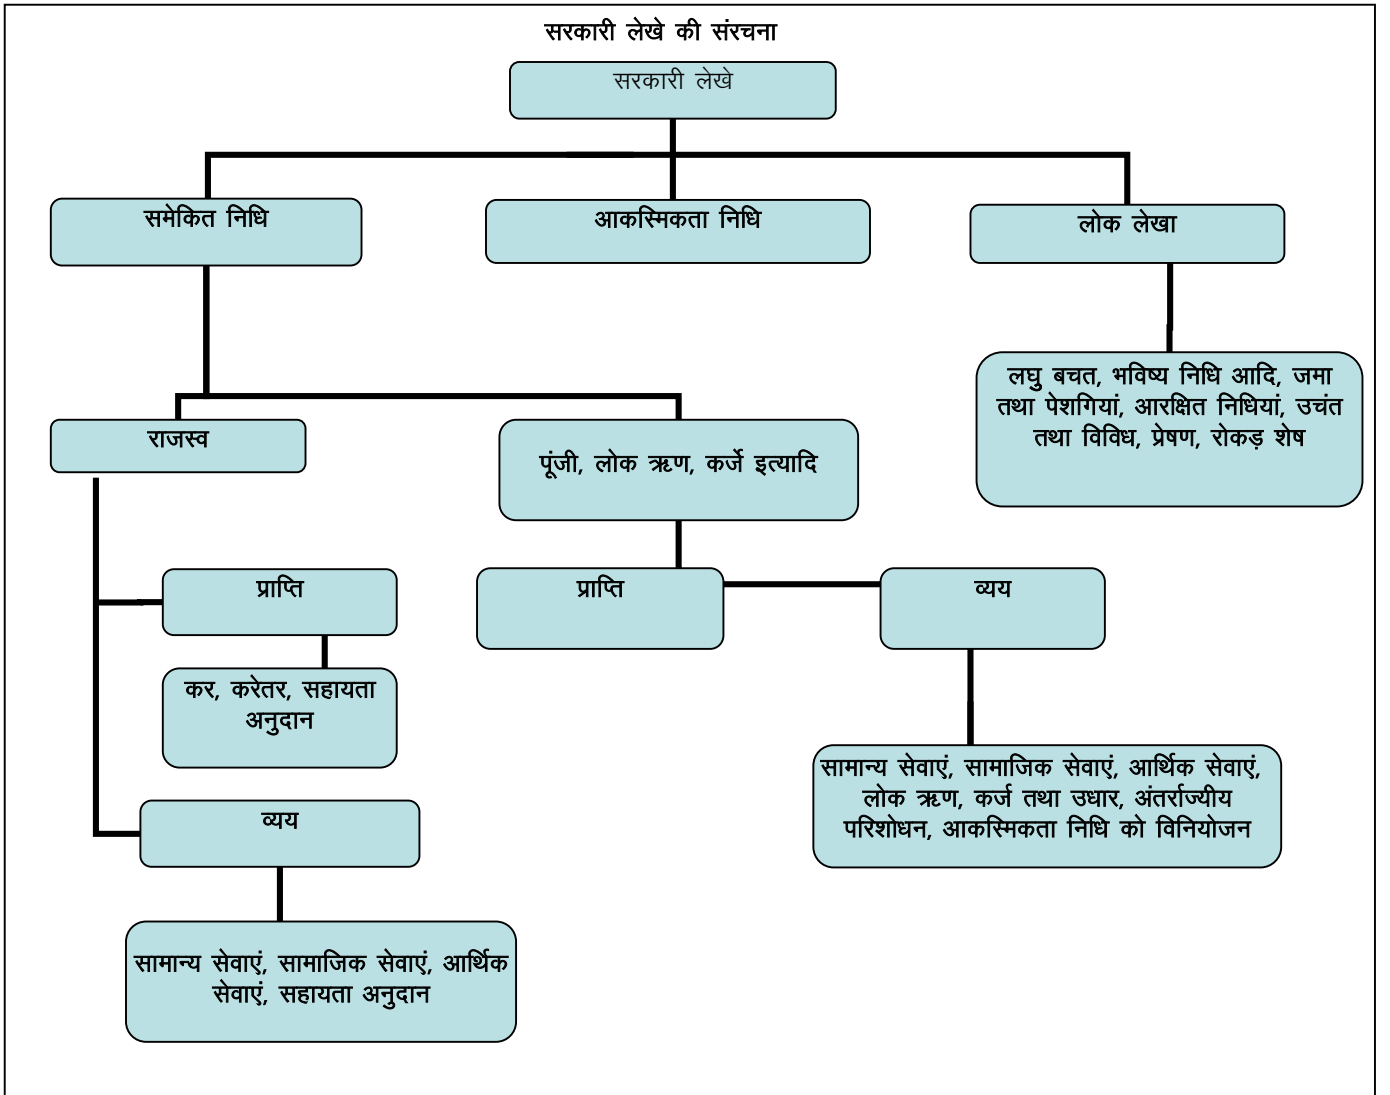 सरकारी लेखे की संरचना
सरकारी लेखे
समेकित निधि
आकस्मिकता निधि
लोक लेखा
लघु बचत, भविष्य निधि आदि, जमा
तथा पेशगियां, आरक्षित निधियां, उचंत
तथा विविध, प्रेषण, रोकड़ शेष
राजस्व
पूंजी, लोक ऋण, कर्जे इत्यादि
प्राप्ति
प्राप्ति
व्यय
कर, करेतर, सहायता
अनुदान
सामान्य सेवाएं, सामाजिक सेवाएं, आर्थिक सेवाएं,
लोक ऋण, कर्ज तथा उधार, अंतर्राज्यीय
परिशोधन, आकस्मिकता निधि को विनियोजन
व्यय
सामान्य सेवाएं, सामाजिक सेवाएं, आर्थिक
सेवाएं, सहायता अनुदान